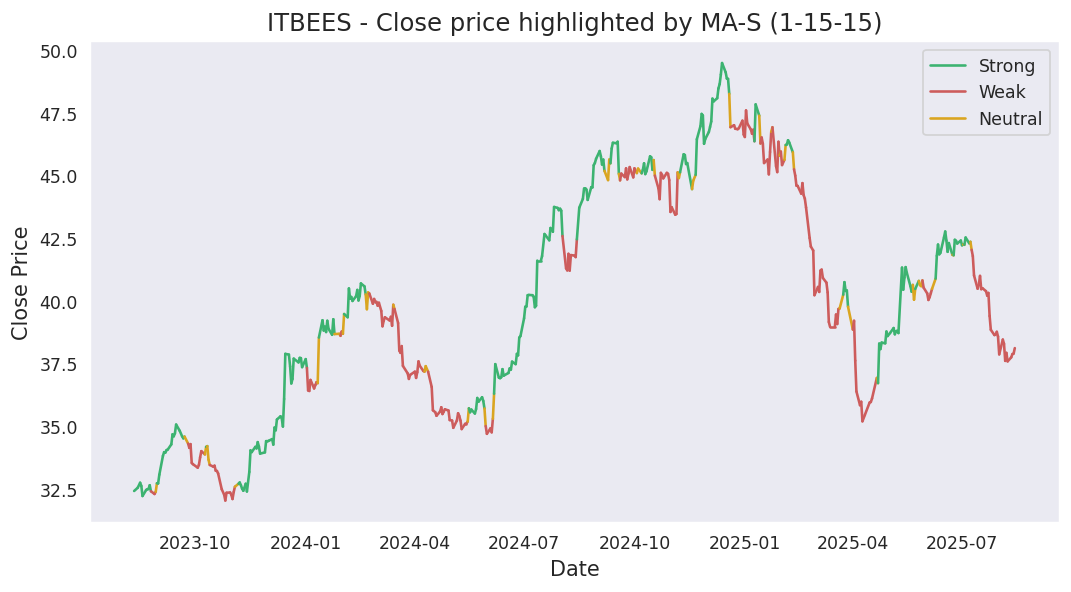 ITBEES - Close price highlighted by MA-S (1-15-15)
50.0
47.5
45.0
42.5
40.0
37.5
35.0
32.5
Close Price
Strong
Weak
Neutral
2023-10 2024-01 2024-04 2024-07 2024-10 2025-01 2025-04 2025-07
Date